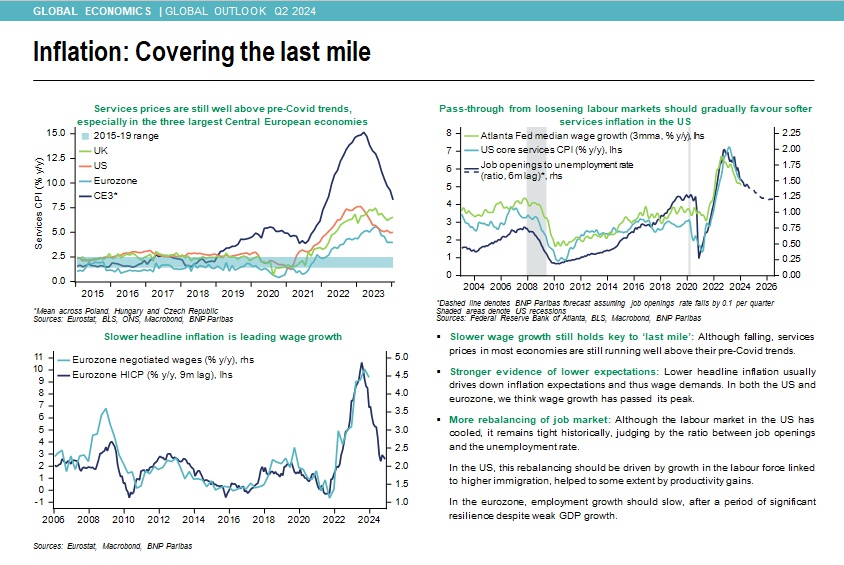 GLOBAL ECONOMICS | GLOBAL OUTLOOK Q2 2024
Inflation: Covering the last mile
Services prices are still well above pre-Covid trends,
especially in the three largest Central European economies
Services CPI (% y/y)
15.0
12.5
10.0
7.5
5.0
2.5
0.0
2015-19 range
UK
US
Eurozone
CE3*
2015 2016 2017 2018 2019 2020 2021 2022 2023
*Mean across Poland, Hungary and Czech Republic
Sources: Eurostat, BLS, ONS, Macrobond, BNP Paribas
Pass-through from loosening labour markets should gradually favour softer
services inflation in the US
8
7
6
5
4
3
2
1
0
Atlanta Fed median wage growth (3mma, % y/y), lhs
US core services CPI (% y/y), lhs
Job openings to unemployment rate
(ratio, 6m lag)*, rhs
2.25
2.00
1.75
1.50
1.25
1.00
0.75
0.50
0.25
0.00
2004 2006 2008 2010 2012 2014 2016 2018 2020 2022 2024 2026
*Dashed line denotes BNP Paribas forecast assuming job openings rate falls by 0.1 per quarter
Shaded areas denote US recessions
Sources: Federal Reserve Bank of Atlanta, BLS, Macrobond, BNP Paribas
Slower headline inflation is leading wage growth
11
10
9
8
7
6
5
4
3
2
1
0
-1
Eurozone negotiated wages (% y/y), rhs
Eurozone HICP (% y/y, 9m lag), lhs
5.0
4.5
4.0
3.5
3.0
2.5
2.0
1.5
1.0
2006 2008 2010 2012 2014 2016 2018 2020 2022 2024
Sources: Eurostat, Macrobond, BNP Paribas
▪ Slower wage growth still holds key to ‘last mile’: Although falling, services
prices in most economies are still running well above their pre-Covid trends.
▪ Stronger evidence of lower expectations: Lower headline inflation usually
drives down inflation expectations and thus wage demands. In both the US and
eurozone, we think wage growth has passed its peak.
▪ More rebalancing of job market: Although the labour market in the US has
cooled, it remains tight historically, judging by the ratio between job openings
and the unemployment rate.
In the US, this rebalancing should be driven by growth in the labour force linked
to higher immigration, helped to some extent by productivity gains.
In the eurozone, employment growth should slow, after a period of significant
resilience despite weak GDP growth.